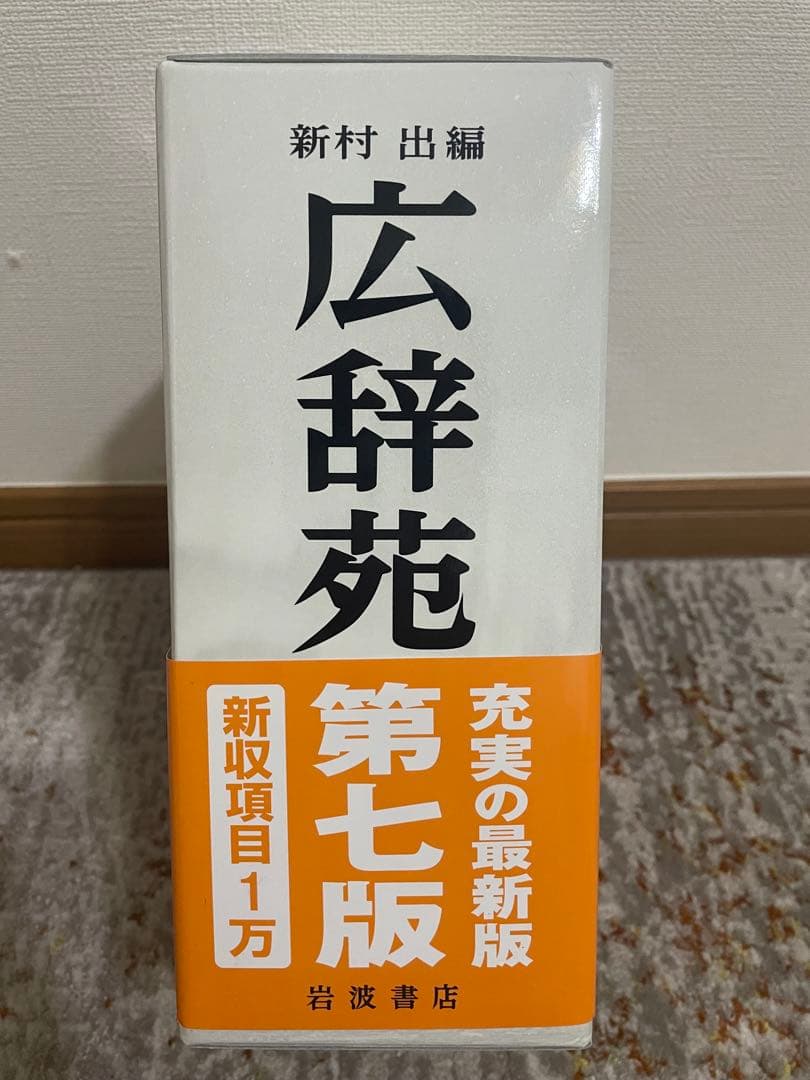 新村 出編
広辞苑
充実の最新版
第七版
新収項目1万
岩波書店